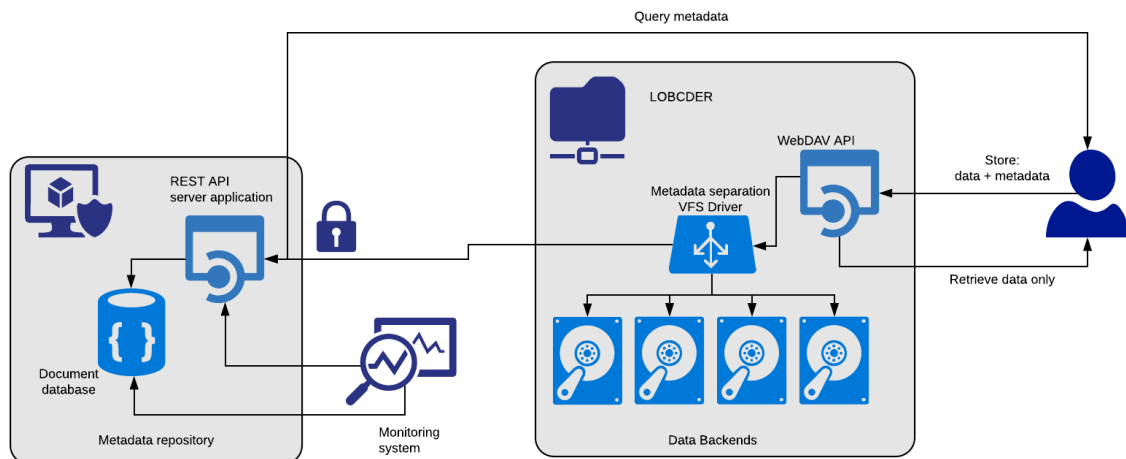 Query metadata
LOBCDER
WebDAV API
Store:
data + metadata
REST API
server application
Metadata separation
VFS Driver
Retrieve data only
{ }
Document
database
Metadata repository
Monitoring
system
Data Backends